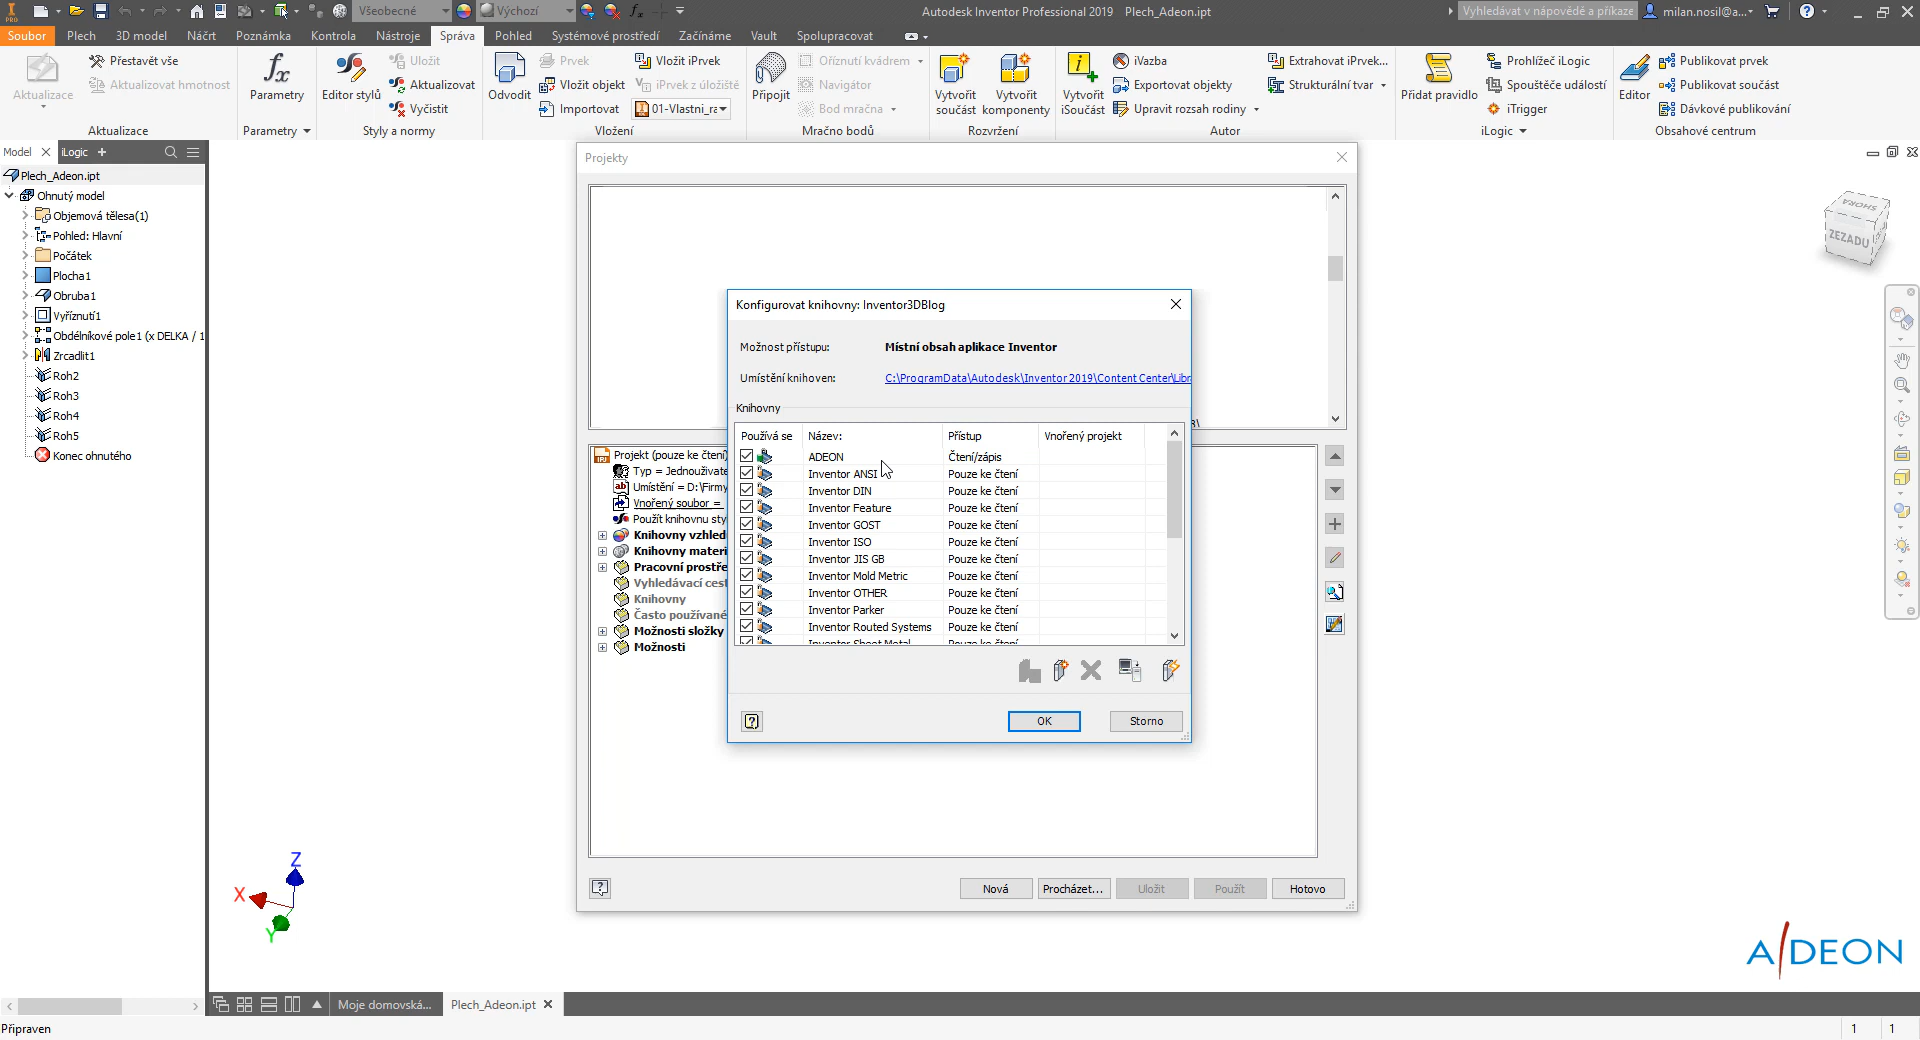 Všeobecné
Výchozí
Autodesk Inventor Professional 2019 Plech_Adeon.ipt
Vyhledávat v nápovědě a příkaze
milan.nosil@a...
Soubor Plech 3D model Náčrt Poznámka Kontrola Nástroje Správa Pohled Systémové prostředí Začínáme Vault Spolupracovat
Aktualizace
Přestavět vše
Aktualizovat hmotnost
Aktualizace
fx
Parametry
Parametry
Editor stylů
Uložit
Aktualizovat
Vyčistit
Styly a normy
Odvodit
Prvek
Vložit objekt
Importovat
Vložit iPrvek
iPrvek z úložiště
01-Vlastni_ra
Vložení
Připojit
Oříznutí kvádrem
Navigátor
Bod mračna
Mračno bodů
Vytvořit součást
Vytvořit komponenty
Rozvržení
Vytvořit iSoučást
iVazba
Exportovat objekty
Upravit rozsah rodiny
Extrahovat iPrvek...
Strukturální tvar
Autor
Přidat pravidlo
Prohlížeč iLogic
Spouštěče událostí
iTrigger
iLogic
Editor
Publikovat prvek
Publikovat součást
Dávkové publikování
Obsahové centrum
Model iLogic
Plech_Adeon.ipt
Ohnutý model
Objemová tělesa(1)
Pohled: Hlavní
Počátek
Plocha1
Obruba1
Vyříznutí1
Obdélníkové pole1 (x DELKA / 1
Zrcadlit1
Roh2
Roh3
Roh4
Roh5
Konec ohnutého
Projekty
Projekt (pouze ke čtení)
Typ = Jednouživate
Umístění = D:\Firmy
Vnořený soubor =
Použít knihovnu sty
Knihovny vzhled
Knihovny materi
Pracovní prostře
Vyhledávací cest
Knihovny
Často používané
Možnosti složky
Možnosti
Nová Procházet... Uložit Použít Hotovo
Konfigurovat knihovny: Inventor3DBlog
Možnost přístupu: Místní obsah aplikace Inventor
Umístění knihoven: C:\ProgramData\Autodesk\Inventor 2019\Content Center\Libr
Knihovny
Používá se Název: Přístup Vnořený projekt
ADEON Čtení/zápis
Inventor ANSI Pouze ke čtení
Inventor DIN Pouze ke čtení
Inventor Feature Pouze ke čtení
Inventor GOST Pouze ke čtení
Inventor ISO Pouze ke čtení
Inventor JIS GB Pouze ke čtení
Inventor Mold Metric Pouze ke čtení
Inventor OTHER Pouze ke čtení
Inventor Parker Pouze ke čtení
Inventor Routed Systems Pouze ke čtení
Inventor Sheet Metal Pouze ke čtení
OK Storno
SHORA
ZEZADU
Z
X
Y
A/DEON
Moje domovská... Plech_Adeon.ipt
Připraven
1 1